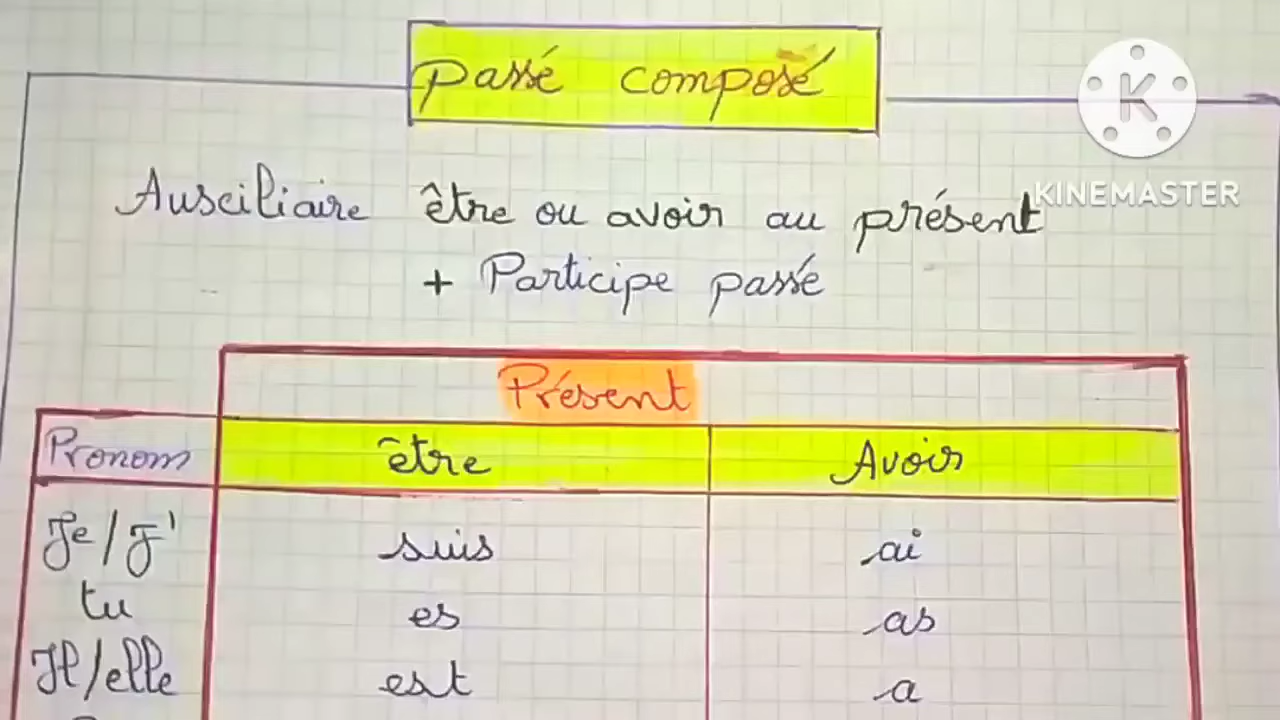 Passé composé
K
KINEMASTER
Auxciliaire être ou avoir au présent
+ Participe passé
Présent
Pronom être Avoir
Je/J' suis ai
tu es as
Il/elle est a